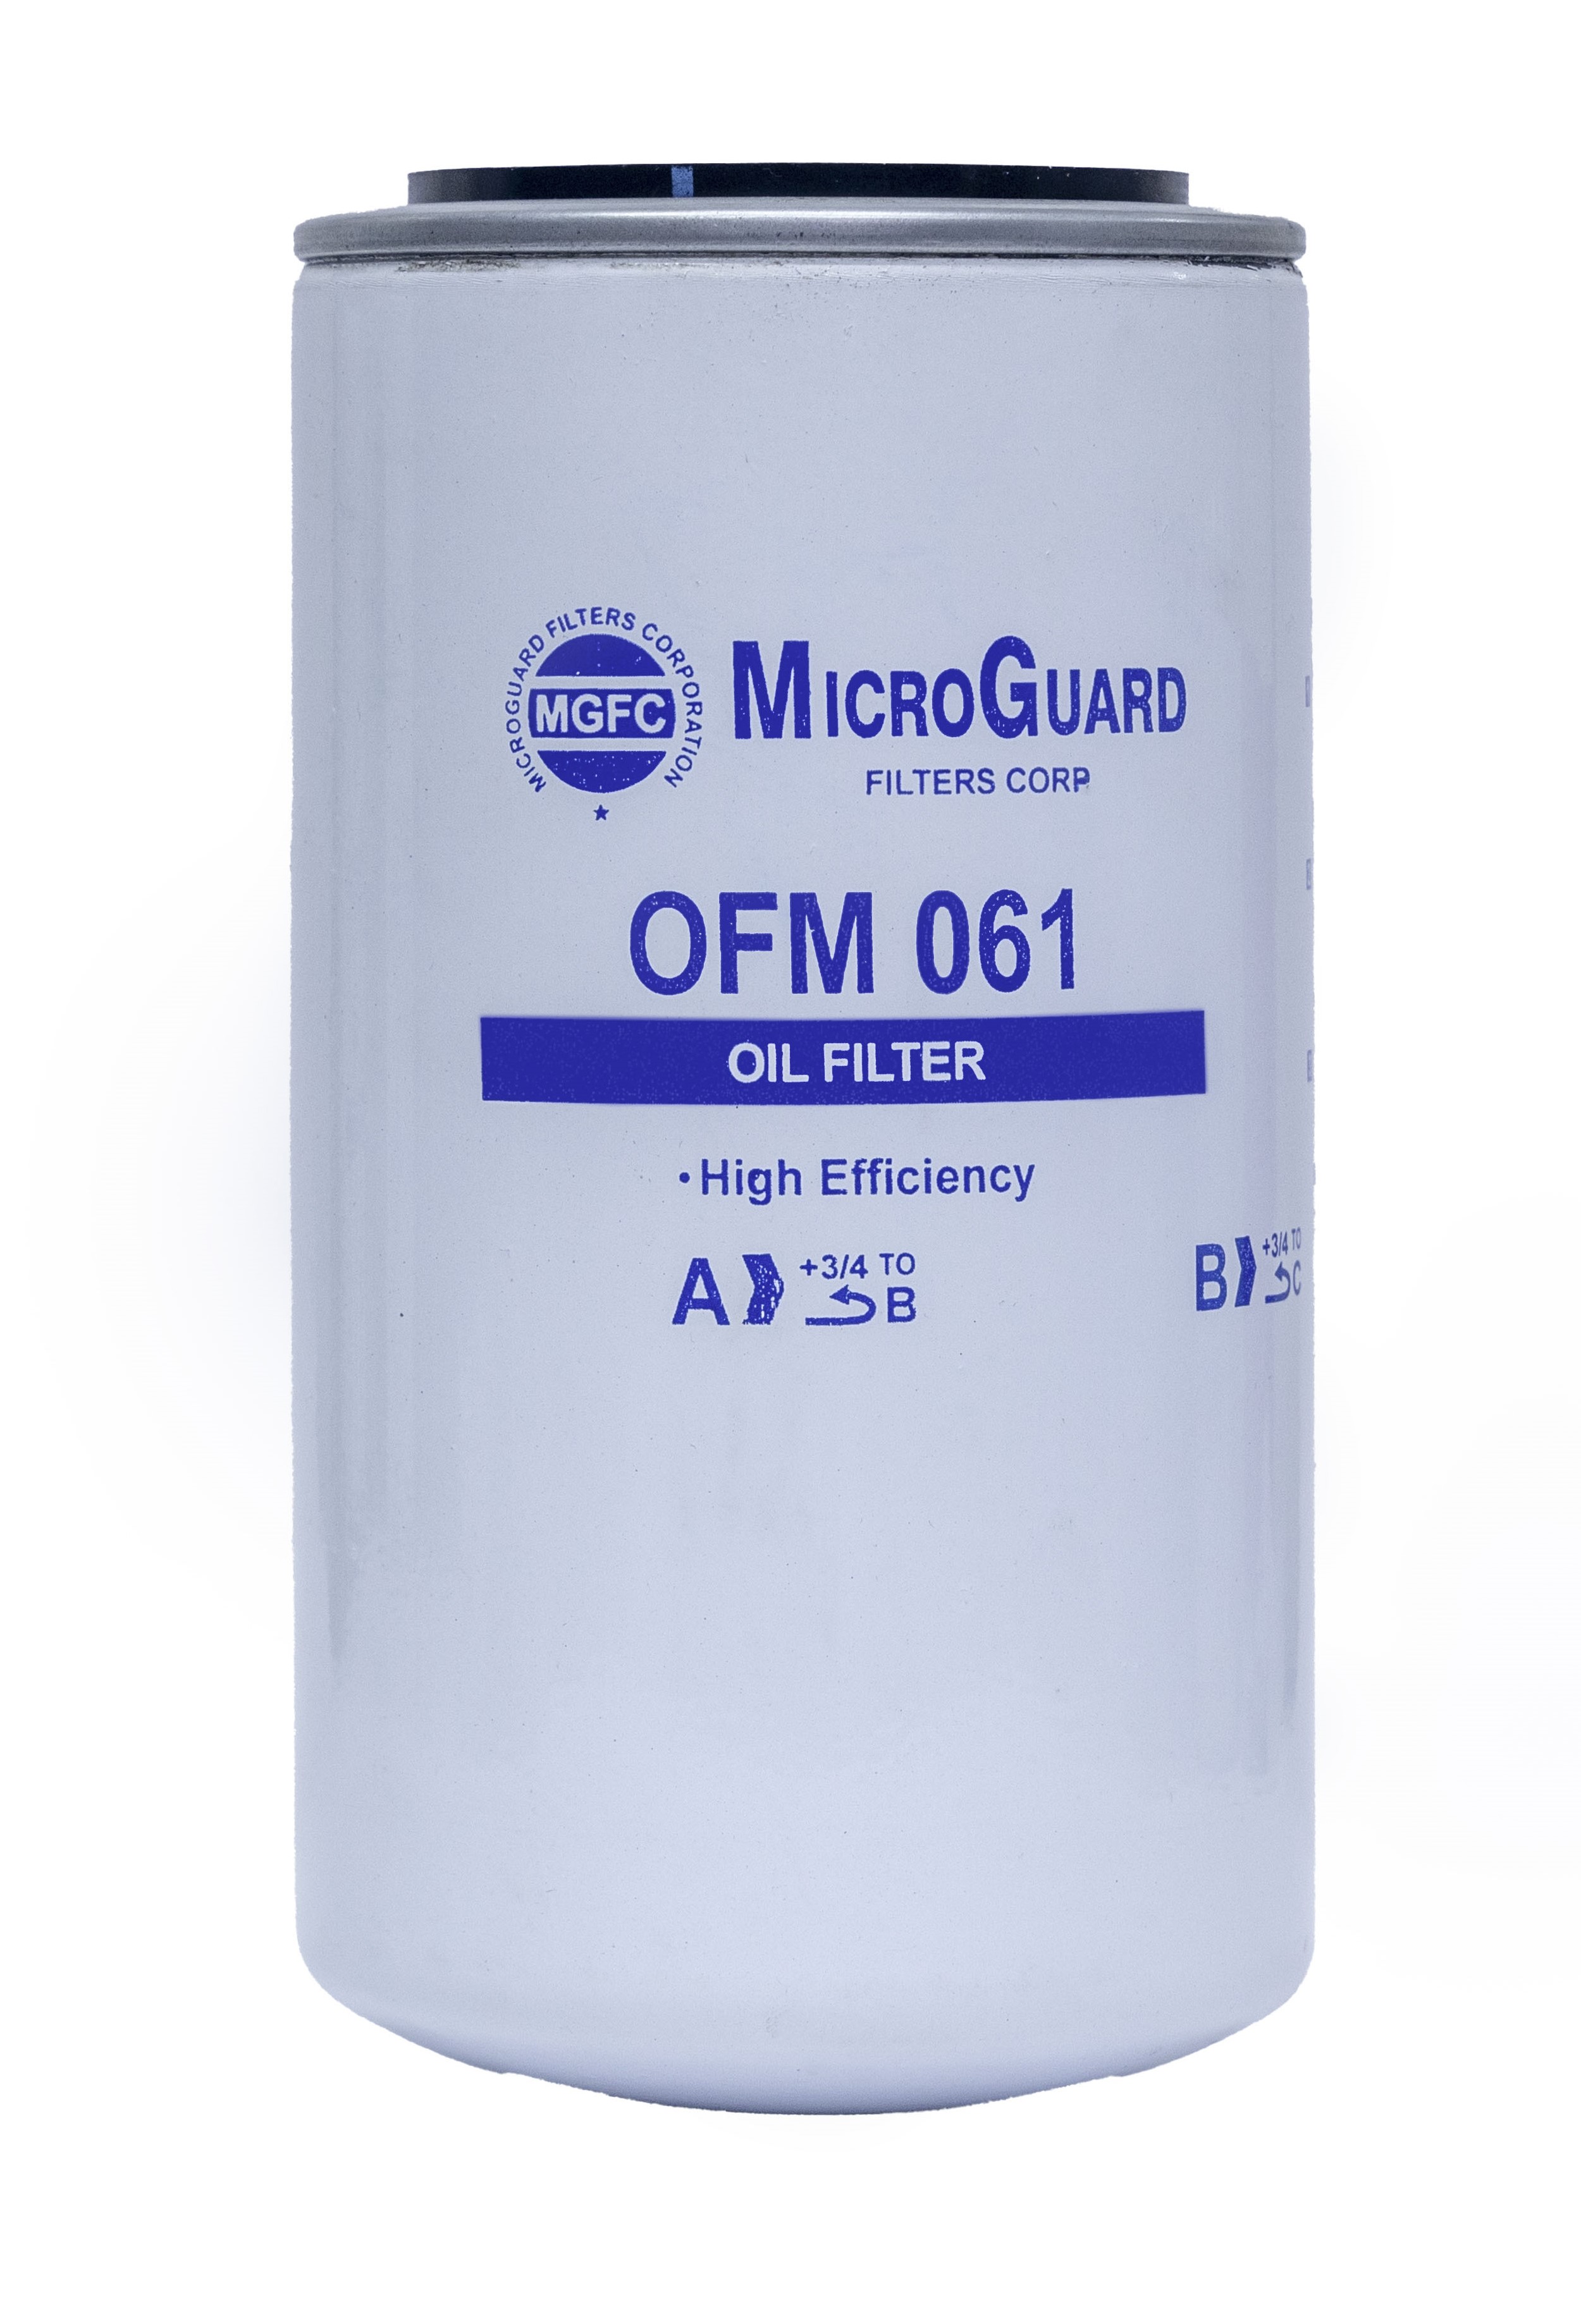 MICROGUARD FILTERS CORPORATION
MGFC
MICROGUARD
FILTERS CORP
OFM 061
OIL FILTER
•High Efficiency
A +3/4 TO B
B +3/4 TO C